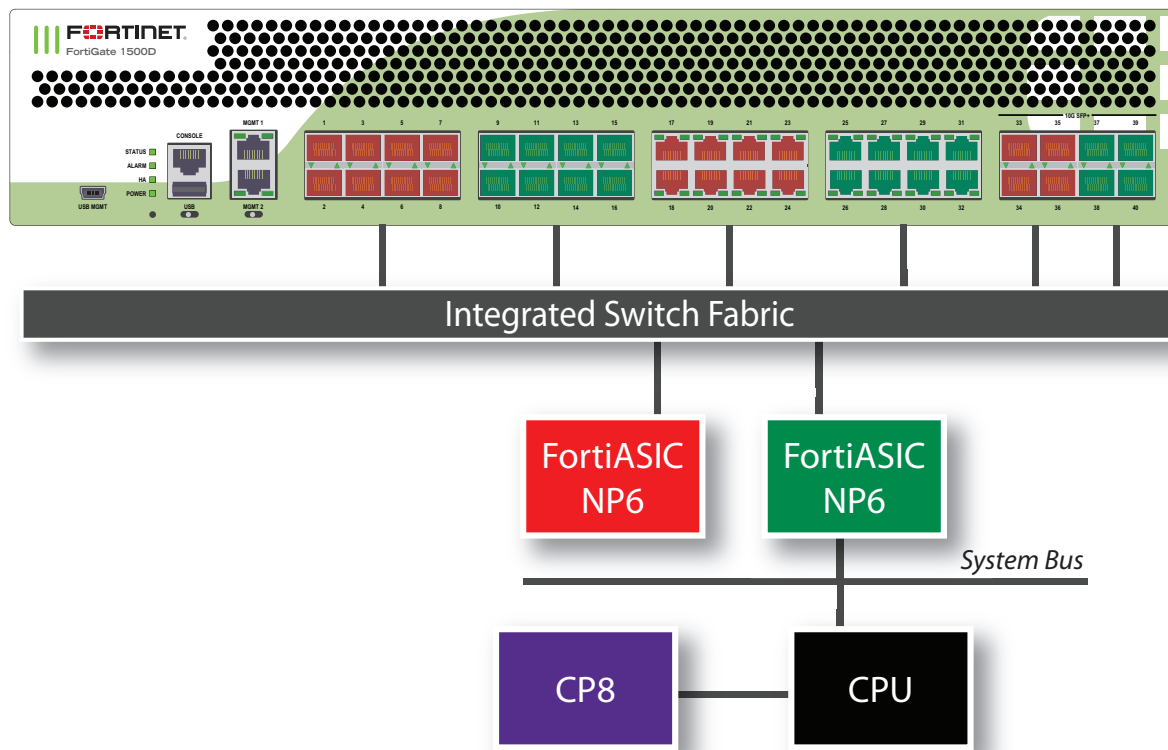 FORTINET
FortiGate 1500D
MGMT 1
1 3 5 7 9 11 13 15 17 19 21 23 25 27 29 31 33 35 37 39
10G SFP+
CONSOLE
STATUS
ALARM
HA
POWER
USB MGMT
USB
MGMT 2
2 4 6 8 10 12 14 16 18 20 22 24 26 28 30 32 34 36 38 40
Integrated Switch Fabric
FortiASIC
NP6
FortiASIC
NP6
System Bus
CP8
CPU